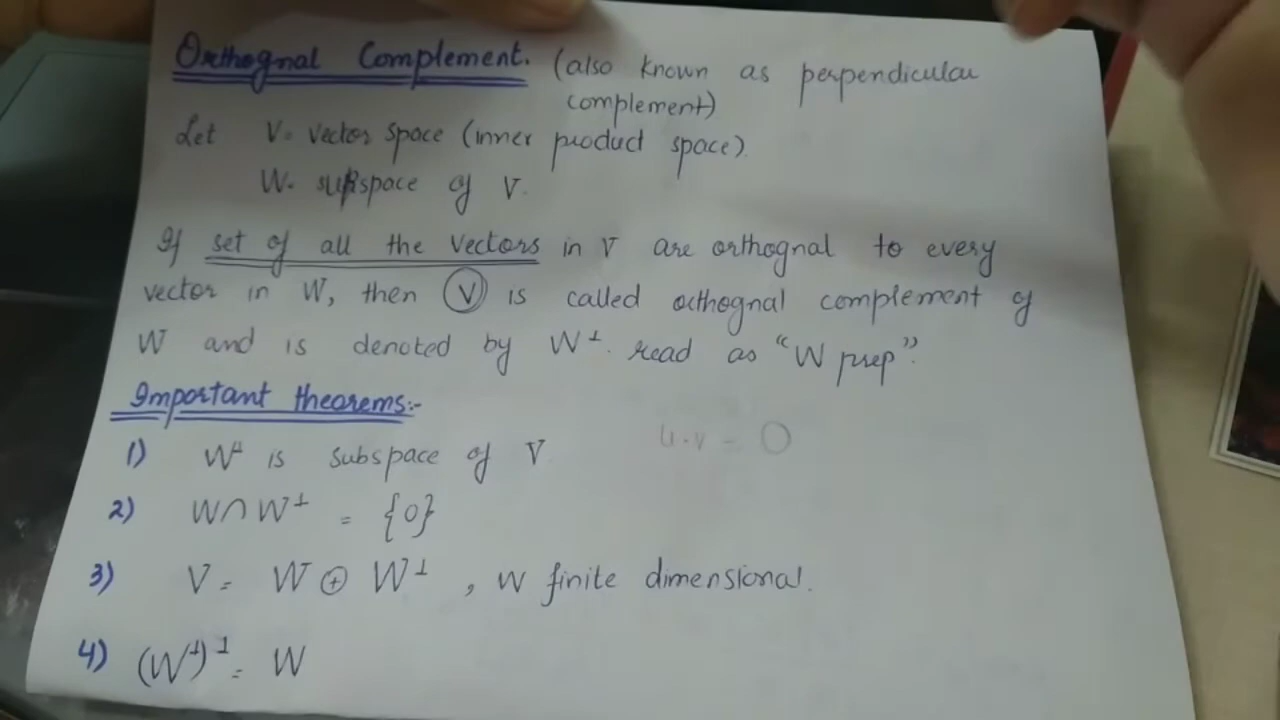 Orthognal Complement. (also known as perpendicular
complement)
Let V= vector space (inner product space).
W= subspace of V.
If set of all the vectors in V are orthognal to every
vector in W, then V is called orthognal complement of
W and is denoted by W⊥. read as "W prep".
Important theorems:-
1) W⊥ is subspace of V
u.v = 0
2) W∩W⊥ = {0}
3) V= W ⊕ W⊥ , W finite dimensional.
4) (W⊥)⊥ = W